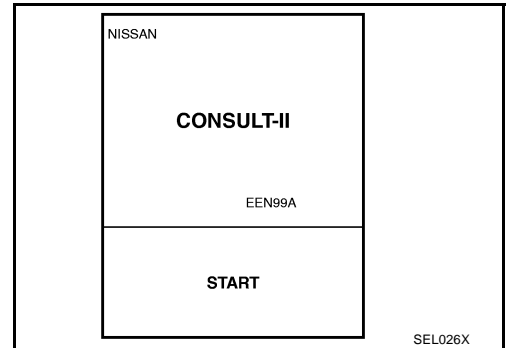 NISSAN
CONSULT-II
EEN99A
START
SEL026X